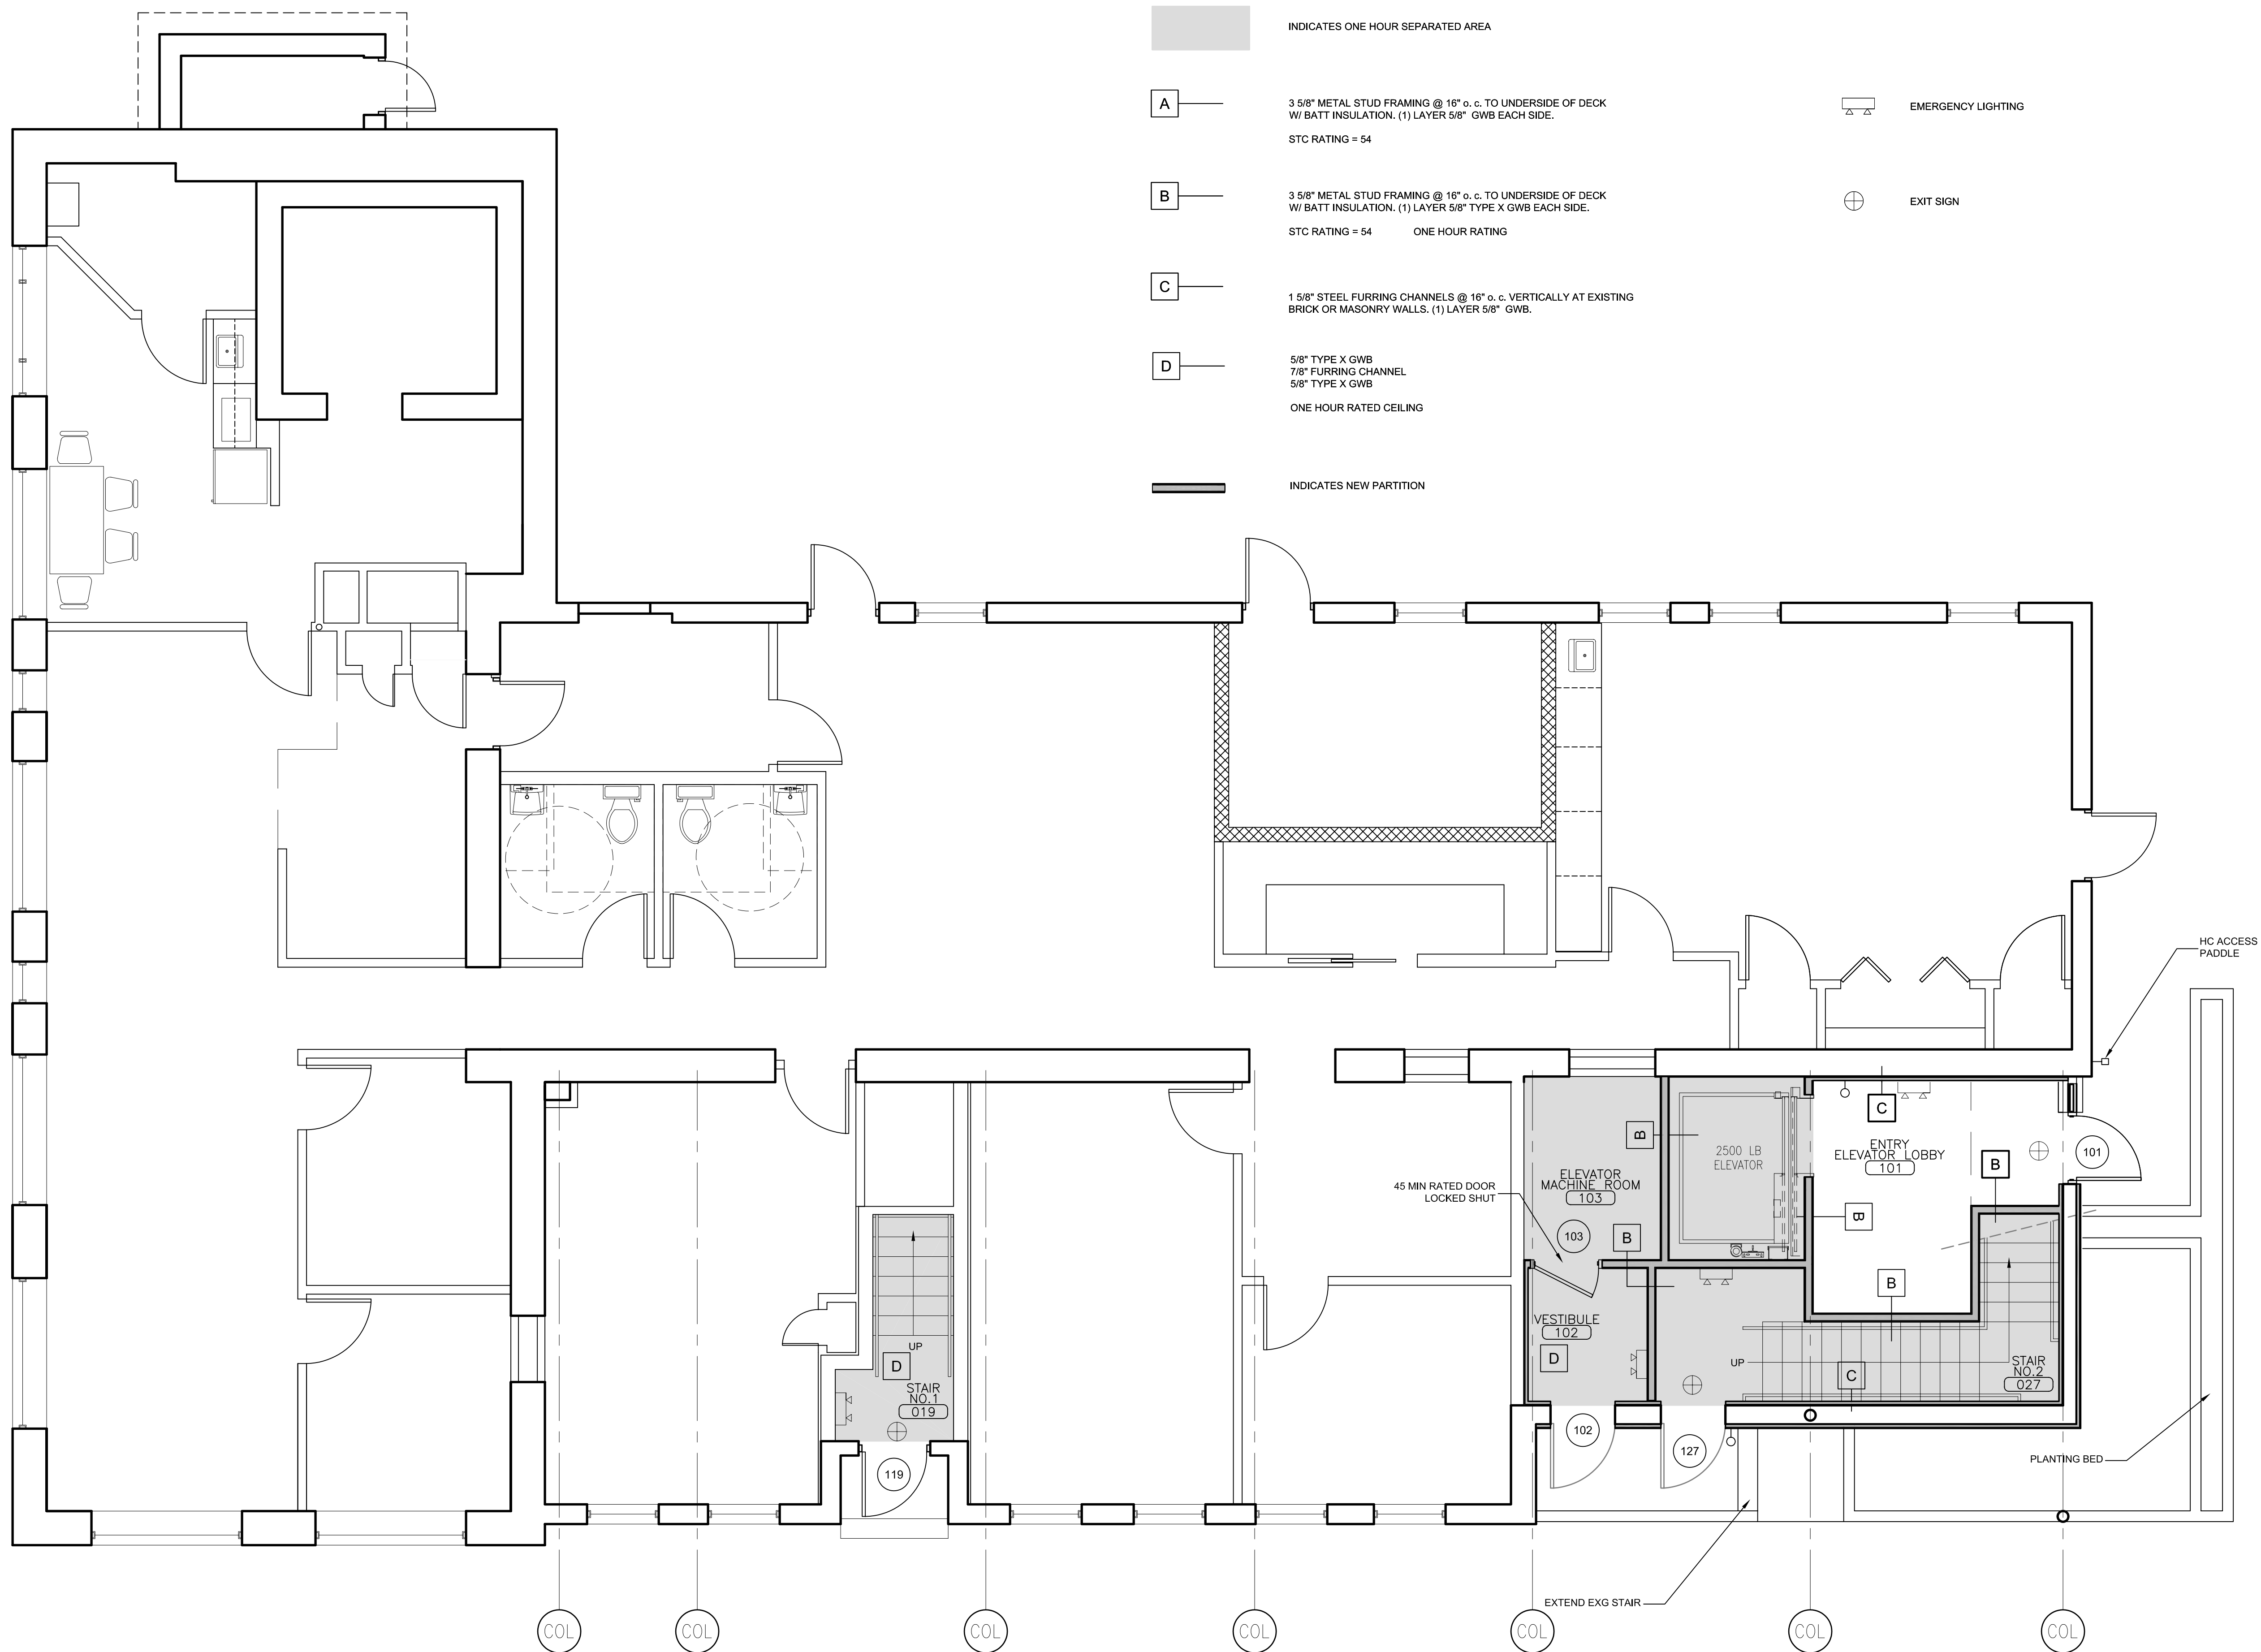 INDICATES ONE HOUR SEPARATED AREA
A
3 5/8" METAL STUD FRAMING @ 16" o. c. TO UNDERSIDE OF DECK
W/ BATT INSULATION. (1) LAYER 5/8" GWB EACH SIDE.
STC RATING = 54
EMERGENCY LIGHTING
B
3 5/8" METAL STUD FRAMING @ 16" o. c. TO UNDERSIDE OF DECK
W/ BATT INSULATION. (1) LAYER 5/8" TYPE X GWB EACH SIDE.
STC RATING = 54 ONE HOUR RATING
EXIT SIGN
C
1 5/8" STEEL FURRING CHANNELS @ 16" o. c. VERTICALLY AT EXISTING
BRICK OR MASONRY WALLS. (1) LAYER 5/8" GWB.
D
5/8" TYPE X GWB
7/8" FURRING CHANNEL
5/8" TYPE X GWB
ONE HOUR RATED CEILING
INDICATES NEW PARTITION
HC ACCESS
PADDLE
C
B
2500 LB
ELEVATOR
ENTRY
ELEVATOR LOBBY
101
101
B
ELEVATOR
MACHINE ROOM
103
45 MIN RATED DOOR
LOCKED SHUT
B
103
B
B
VESTIBULE
102
D
UP
D
STAIR
NO.1
019
UP
C
STAIR
NO.2
027
102
127
119
PLANTING BED
EXTEND EXG STAIR
COL
COL
COL
COL
COL
COL
COL